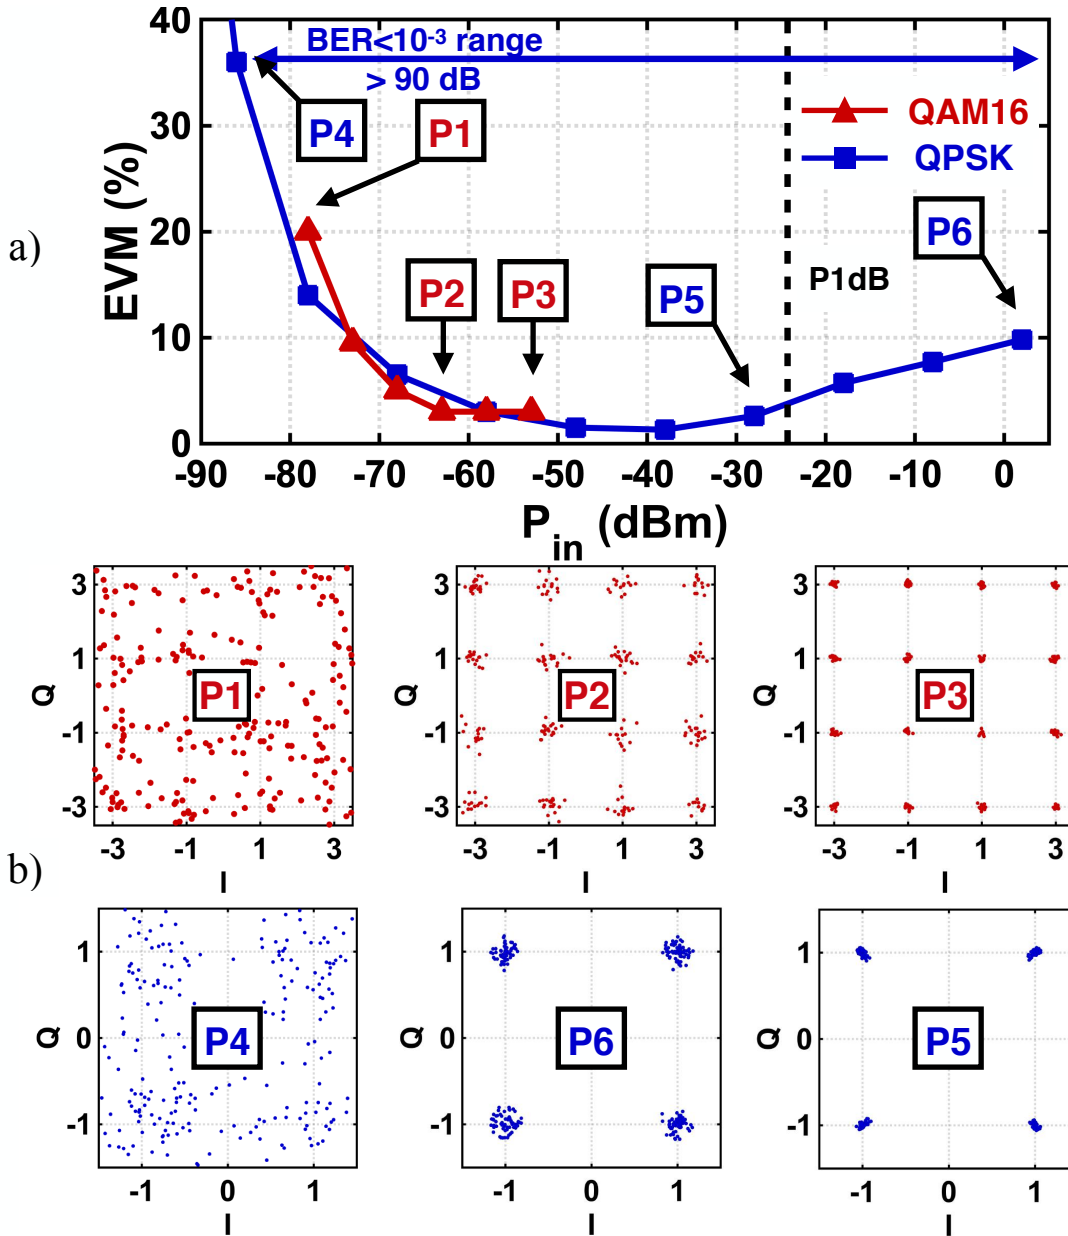 a)
EVM (%)
40
30
20
10
0
BER<10⁻³ range
> 90 dB
P4
P1
QAM16
QPSK
P6
P2
P3
P5
P1dB
-90 -80 -70 -60 -50 -40 -30 -20 -10 0
P_in (dBm)
b)
Q
3
1
-1
-3
P1
-3 -1 1 3
I
Q
3
1
-1
-3
P2
-3 -1 1 3
I
Q
3
1
-1
-3
P3
-3 -1 1 3
I
Q
1
0
-1
P4
-1 0 1
I
Q
1
0
-1
P6
-1 0 1
I
Q
1
0
-1
P5
-1 0 1
I